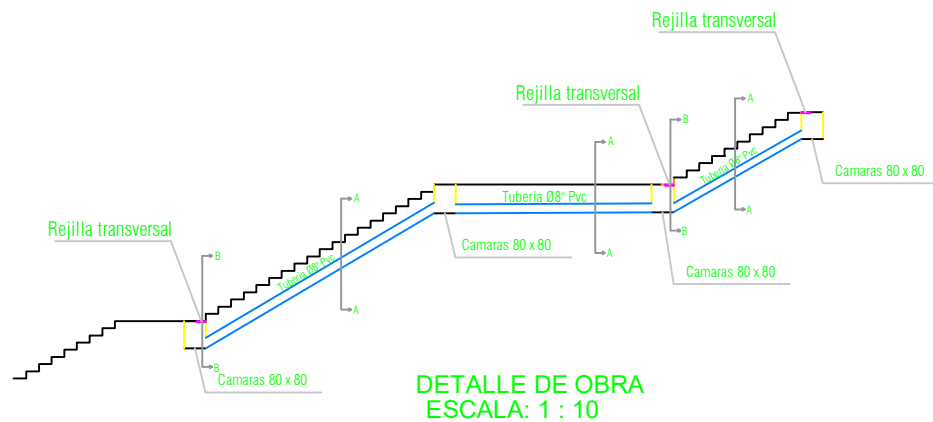 Rejilla transversal
Rejilla transversal
A
A
B
A
Tuberia Ø8" Pvc
Camaras 80 x 80
Tuberia Ø8" Pvc
A
A
B
Rejilla transversal
Camaras 80 x 80
A
B
Camaras 80 x 80
Tuberia Ø8" Pvc
A
B
Camaras 80 x 80
DETALLE DE OBRA
ESCALA: 1 : 10